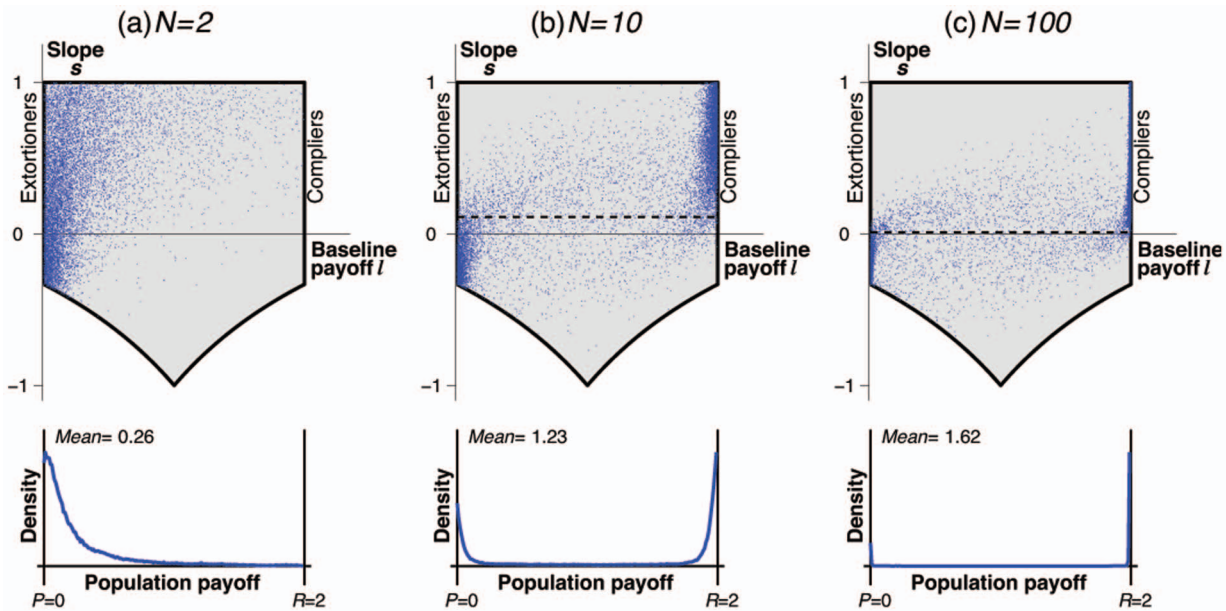 (a) N=2
Slope
s
1
Extortioners
Compliers
0
Baseline
payoff l
−1
Mean= 0.26
Density
Population payoff
P=0
R=2
(b) N=10
Slope
s
1
Extortioners
Compliers
0
Baseline
payoff l
−1
Mean= 1.23
Density
Population payoff
P=0
R=2
(c) N=100
Slope
s
1
Extortioners
Compliers
0
Baseline
payoff l
−1
Mean= 1.62
Density
Population payoff
P=0
R=2